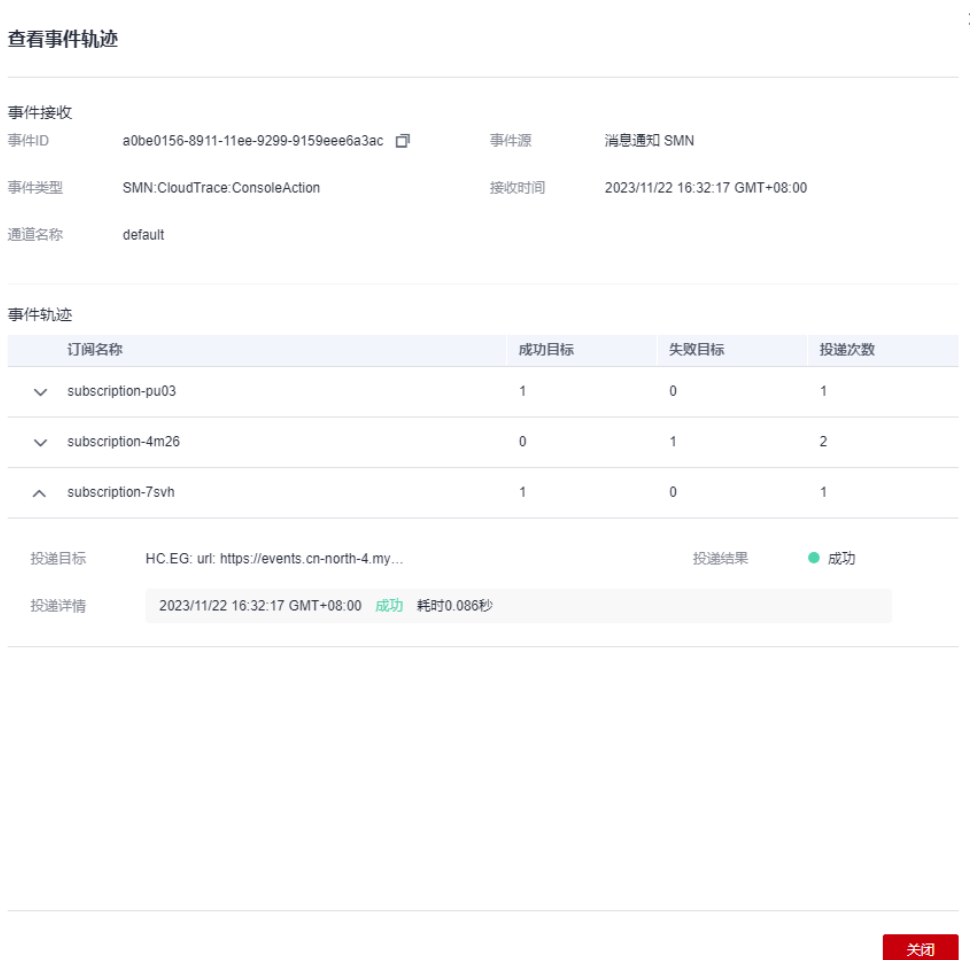 查看事件轨迹
事件接收
事件ID a0be0156-8911-11ee-9299-9159eee6a3ac 事件源 消息通知 SMN
事件类型 SMN:CloudTrace:ConsoleAction 接收时间 2023/11/22 16:32:17 GMT+08:00
通道名称 default
事件轨迹
订阅名称 成功目标 失败目标 投递次数
subscription-pu03 1 0 1
subscription-4m26 0 1 2
subscription-7svh 1 0 1
投递目标 HC.EG: url: https://events.cn-north-4.my... 投递结果 成功
投递详情 2023/11/22 16:32:17 GMT+08:00 成功 耗时0.086秒
关闭